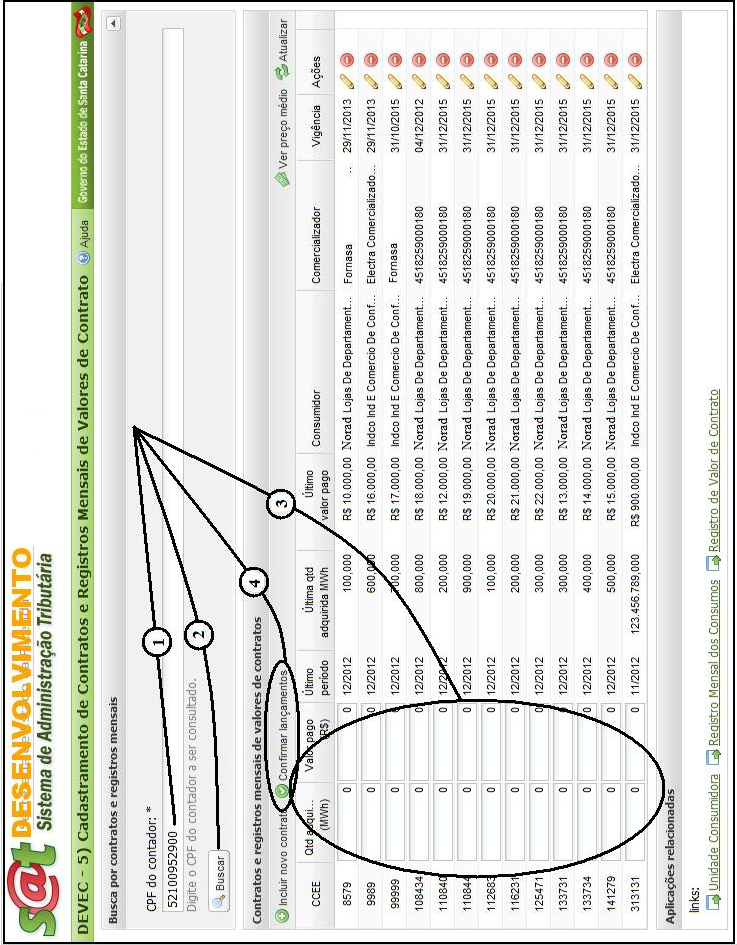 s@t DESENVOLVIMENTO
Sistema de Administração Tributária
DEVEC - 5) Cadastramento de Contratos e Registros Mensais de Valores de Contrato Ajuda Governo do Estado de Santa Catarina
Busca por contratos e registros mensais
CPF do contador: *
52100952900
Digite o CPF do contador a ser consultado.
Buscar
1
2
4
3
Contratos e registros mensais de valores de contratos
Incluir novo contrato Confirmar lançamentos Ver preço médio Atualizar
CCEE Qtd adqui... (MWh) Valor pago (R$) Último período Última qtd adquirida MWh Último valor pago Consumidor Comercializador Vigência Ações
8579 0 0 12/2012 100,000 R$ 10.000,00 Norad Lojas De Departament... Fornasa .. 29/11/2013
9989 0 0 12/2012 600,000 R$ 16.000,00 Indco Ind E Comercio De Conf... Electra Comercializado... 29/11/2013
99999 0 0 12/2012 R$ 17.000,00 Indco Ind E Comercio De Conf... Fornasa 31/10/2015
108434 0 0 12/2012 800,000 R$ 18.000,00 Norad Lojas De Departament... 4518259000180 04/12/2012
110840 0 0 12/2012 200,000 R$ 12.000,00 Norad Lojas De Departament... 4518259000180 31/12/2015
110844 0 0 12/2012 900,000 R$ 19.000,00 Norad Lojas De Departament... 4518259000180 31/12/2015
112683 0 0 12/2012 100,000 R$ 20.000,00 Norad Lojas De Departament... 4518259000180 31/12/2015
116231 0 0 12/2012 200,000 R$ 21.000,00 Norad Lojas De Departament... 4518259000180 31/12/2015
125471 0 0 12/2012 300,000 R$ 22.000,00 Norad Lojas De Departament... 4518259000180 31/12/2015
133731 0 0 12/2012 300,000 R$ 13.000,00 Norad Lojas De Departament... 4518259000180 31/12/2015
133734 0 0 12/2012 400,000 R$ 14.000,00 Norad Lojas De Departament... 4518259000180 31/12/2015
141279 0 0 12/2012 500,000 R$ 15.000,00 Norad Lojas De Departament... 4518259000180 31/12/2015
313131 0 0 11/2012 123.456.789,000 R$ 900.000,00 Indco Ind E Comercio De Conf... Electra Comercializado... 31/12/2015
Aplicações relacionadas
links:
Unidade Consumidora Registro Mensal dos Consumos Registro de Valor de Contrato